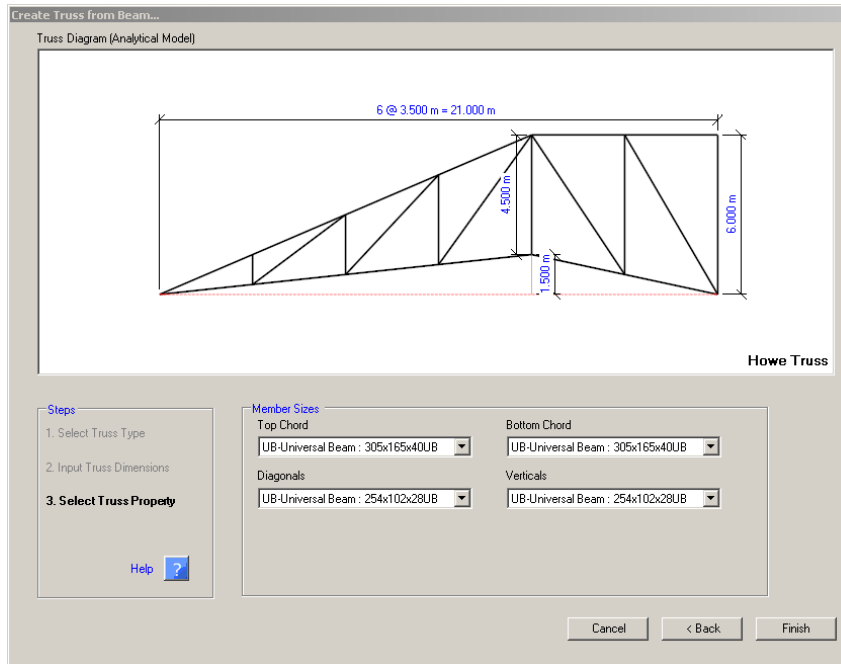 Create Truss from Beam...
Truss Diagram (Analytical Model)
6 @ 3.500 m = 21.000 m
4.500 m
6.000 m
1.500 m
Howe Truss
Steps
1. Select Truss Type
2. Input Truss Dimensions
3. Select Truss Property
Help ?
Member Sizes
Top Chord
Bottom Chord
UB-Universal Beam : 305x165x40UB
UB-Universal Beam : 305x165x40UB
Diagonals
Verticals
UB-Universal Beam : 254x102x28UB
UB-Universal Beam : 254x102x28UB
Cancel
< Back
Finish